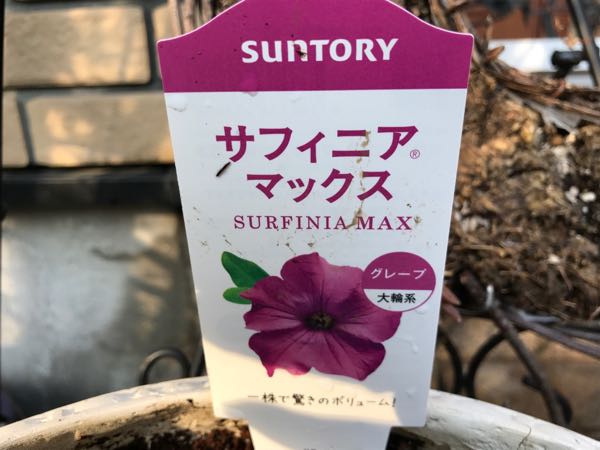 SUNTORY
サフィニア®
マックス
SURFINIA MAX
グレープ
大輪系
一株で驚きのボリューム!